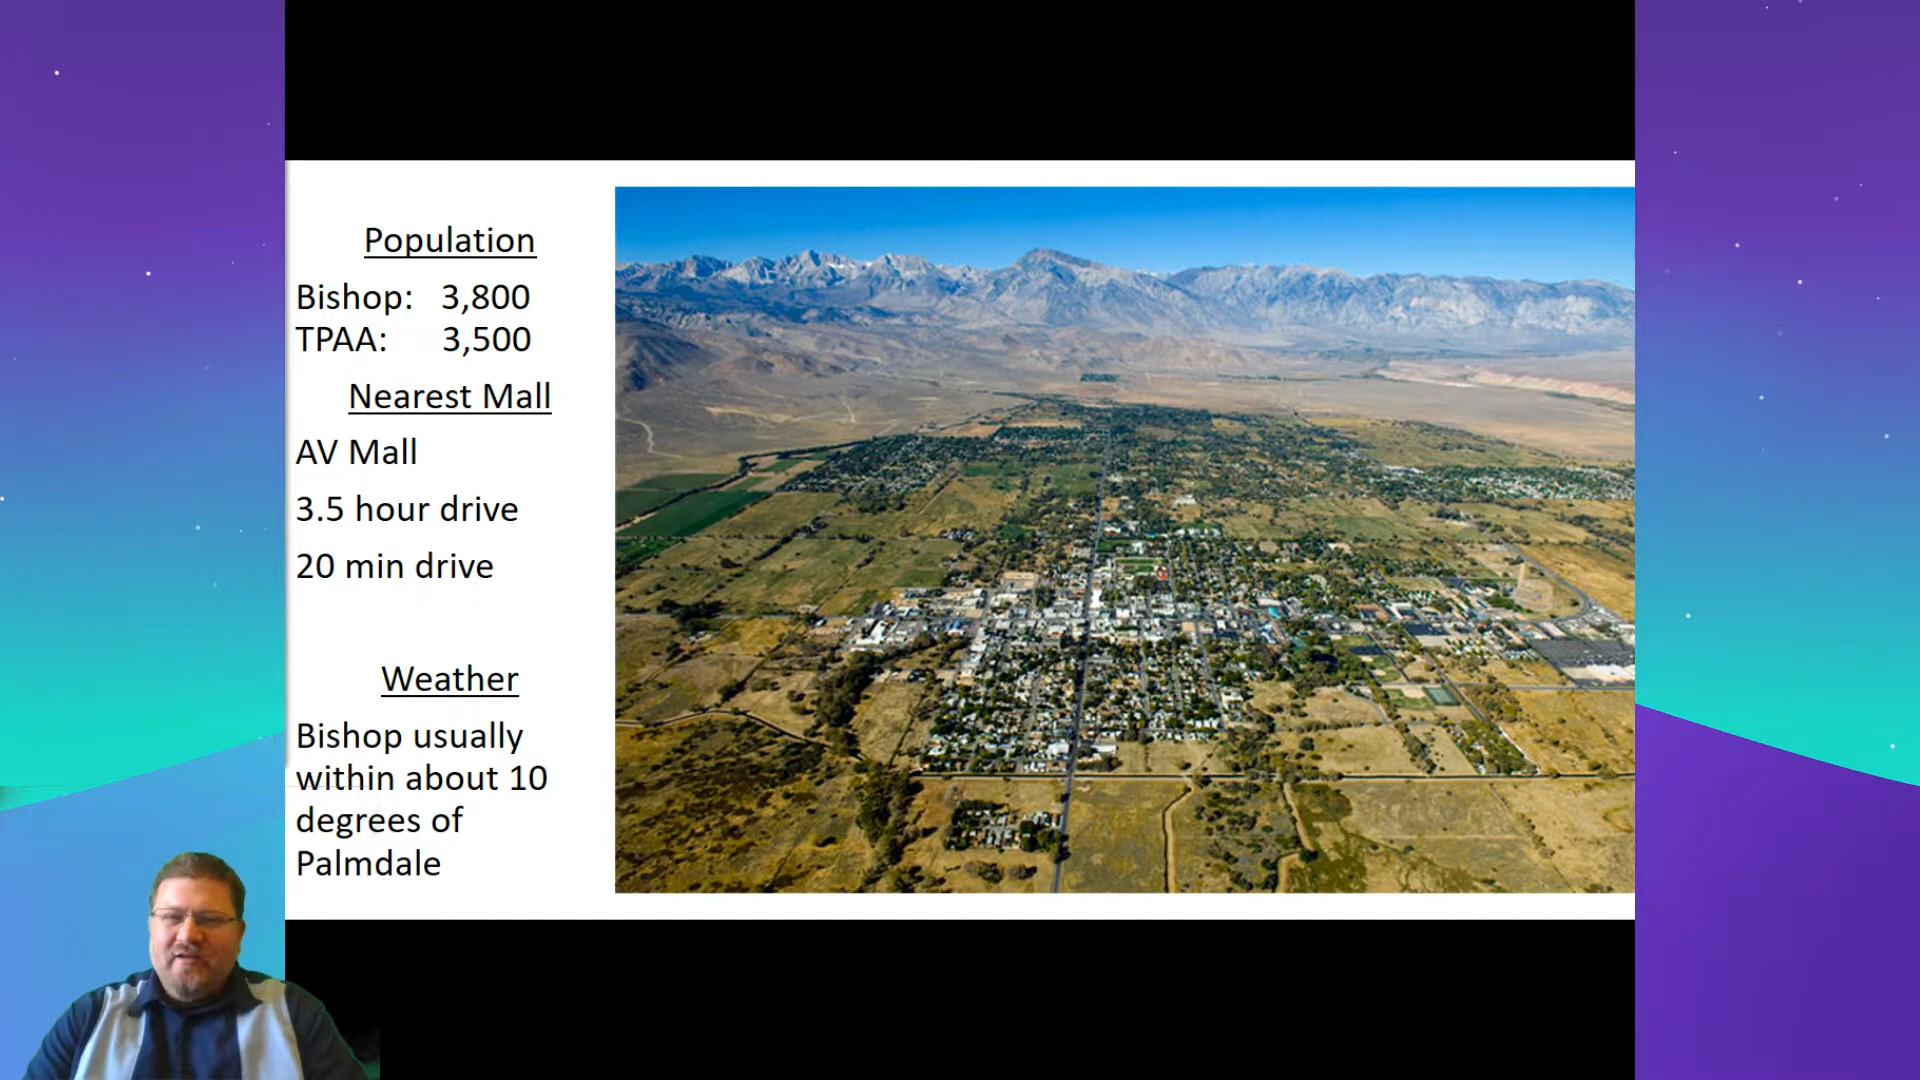 Population
Bishop: 3,800
TPAA: 3,500
Nearest Mall
AV Mall
3.5 hour drive
20 min drive
Weather
Bishop usually
within about 10
degrees of
Palmdale